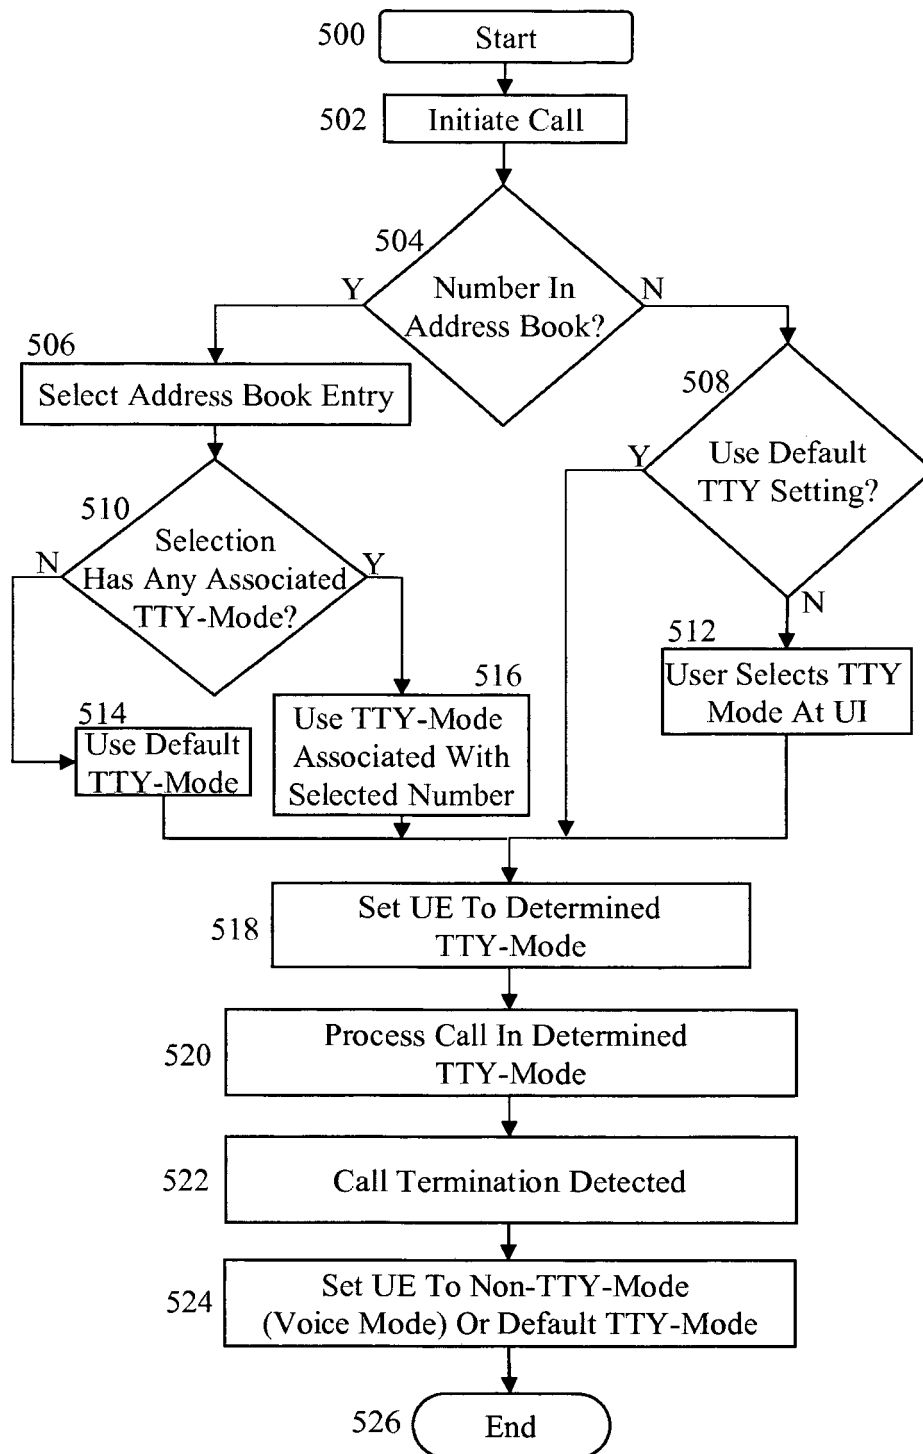 500
Start
502
Initiate Call
504
Y
Number In
Address Book?
N
506
Select Address Book Entry
508
Y
Use Default
TTY Setting?
N
510
N
Selection
Has Any Associated
TTY-Mode?
Y
512
User Selects TTY
Mode At UI
514
Use Default
TTY-Mode
516
Use TTY-Mode
Associated With
Selected Number
518
Set UE To Determined
TTY-Mode
520
Process Call In Determined
TTY-Mode
522
Call Termination Detected
524
Set UE To Non-TTY-Mode
(Voice Mode) Or Default TTY-Mode
526
End